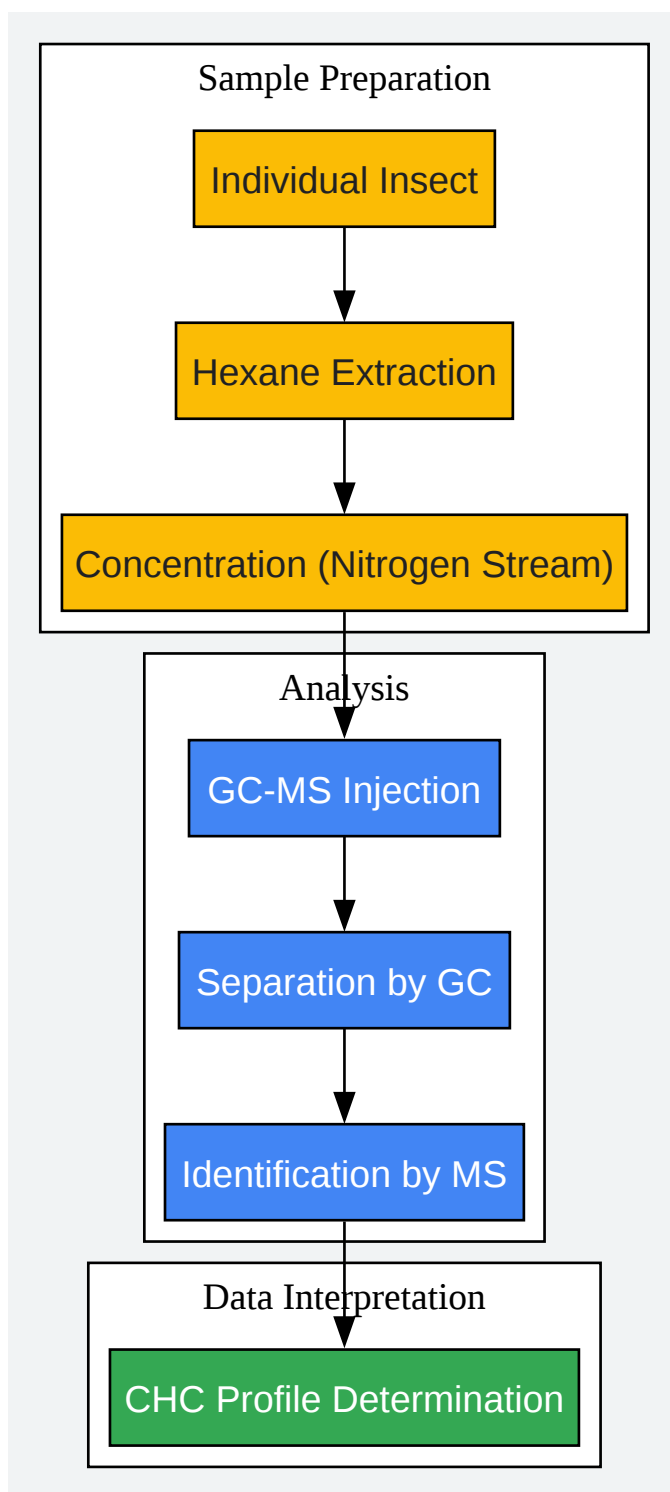 Sample Preparation
Individual Insect
Hexane Extraction
Concentration (Nitrogen Stream)
Analysis
GC-MS Injection
Separation by GC
Identification by MS
Data Interpretation
CHC Profile Determination